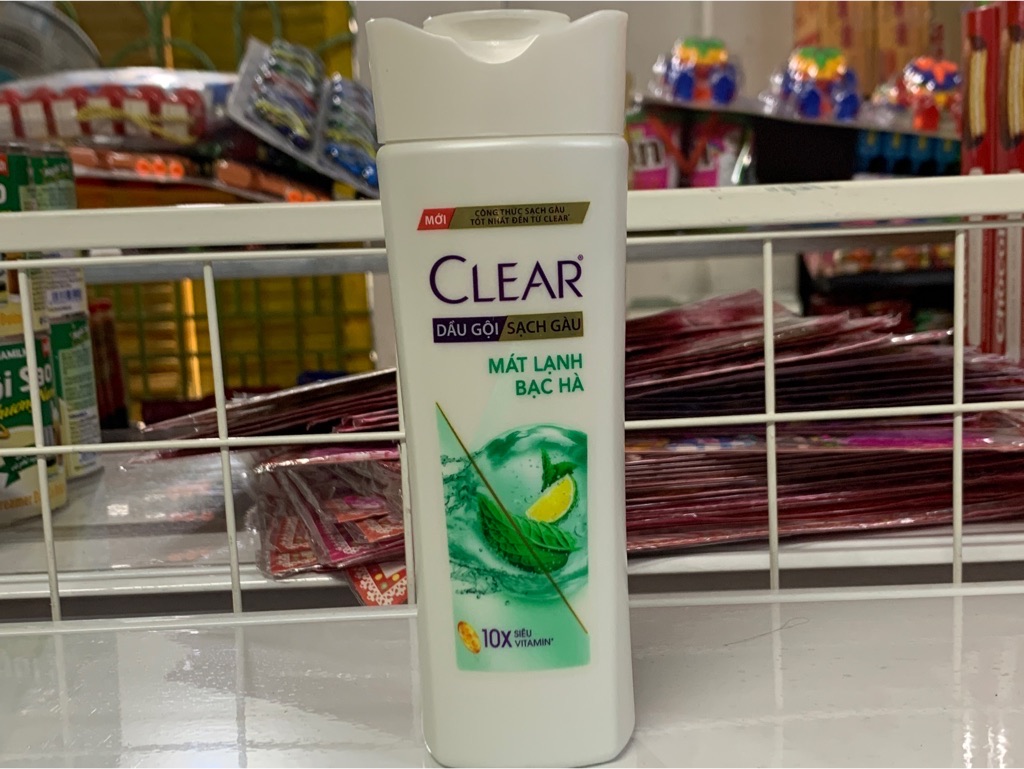 MỚI
CÔNG THỨC SẠCH GÀU
TỐT NHẤT ĐẾN TỪ CLEAR*
CLEAR®
DẦU GỘI SẠCH GÀU
MÁT LẠNH
BẠC HÀ
10X SIÊU
VITAMIN*